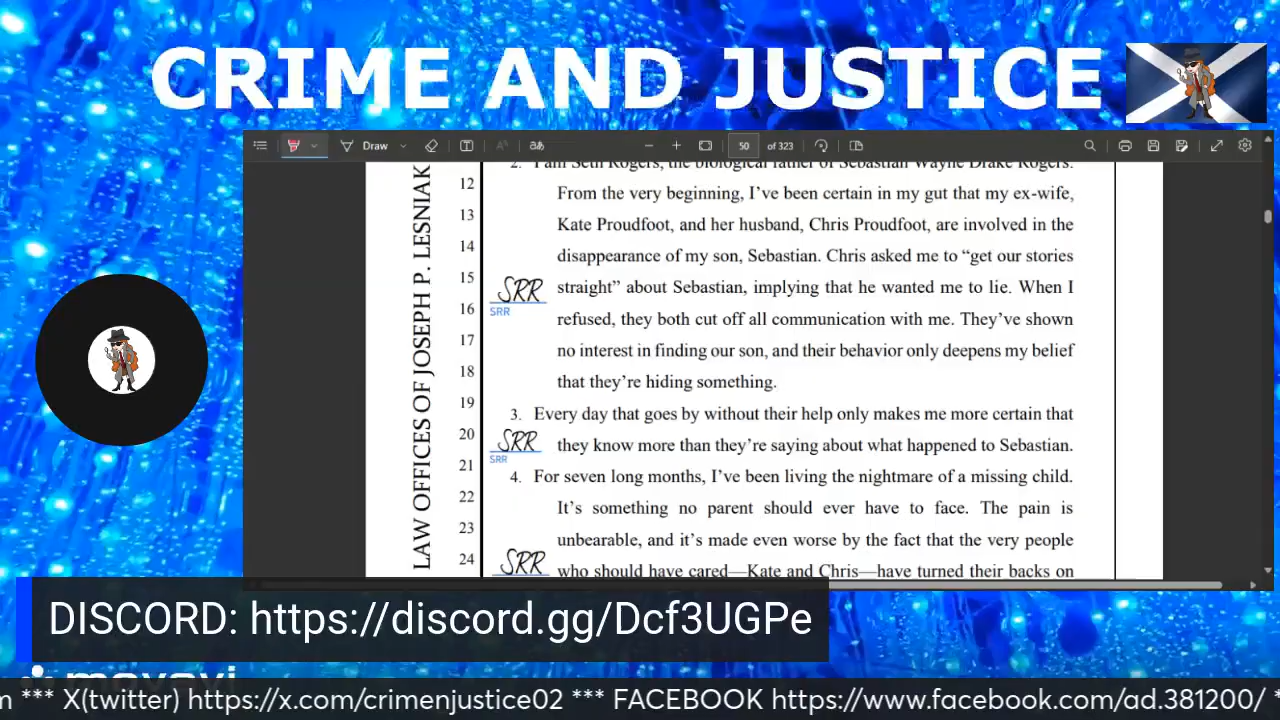 CRIME AND JUSTICE
Draw
50 of 323
2. I am Seth Rogers, the biological father of Sebastian Wayne Drake Rogers.
12 From the very beginning, I've been certain in my gut that my ex-wife,
13 Kate Proudfoot, and her husband, Chris Proudfoot, are involved in the
14 disappearance of my son, Sebastian. Chris asked me to “get our stories
15 SRR straight” about Sebastian, implying that he wanted me to lie. When I
16 SRR refused, they both cut off all communication with me. They've shown
17 no interest in finding our son, and their behavior only deepens my belief
18 that they're hiding something.
19 3. Every day that goes by without their help only makes me more certain that
20 SRR they know more than they're saying about what happened to Sebastian.
SRR
21 4. For seven long months, I've been living the nightmare of a missing child.
22 It's something no parent should ever have to face. The pain is
23 unbearable, and it's made even worse by the fact that the very people
24 SRR who should have cared—Kate and Chris—have turned their backs on
LAW OFFICES OF JOSEPH P. LESNIAK
DISCORD: https://discord.gg/Dcf3UGPe
movavi
m *** X(twitter) https://x.com/crimenjustice02 *** FACEBOOK https://www.facebook.com/ad.381200/ *